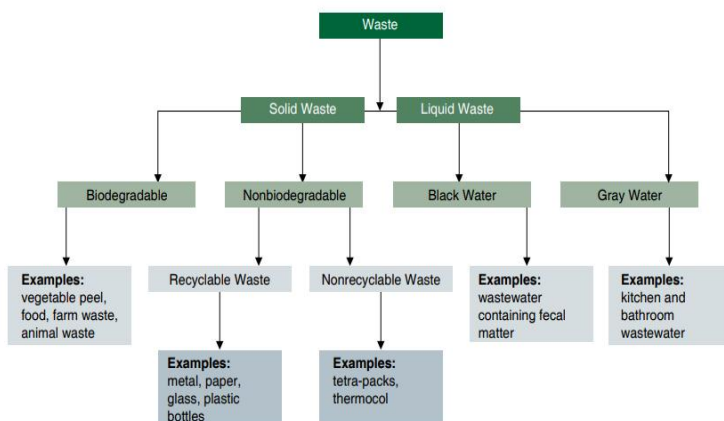 Waste
Solid Waste
Liquid Waste
Biodegradable
Nonbiodegradable
Black Water
Gray Water
Examples:
vegetable peel,
food, farm waste,
animal waste
Recyclable Waste
Nonrecyclable Waste
Examples:
wastewater
containing fecal
matter
Examples:
kitchen and
bathroom
wastewater
Examples:
metal, paper,
glass, plastic
bottles
Examples:
tetra-packs,
thermocol